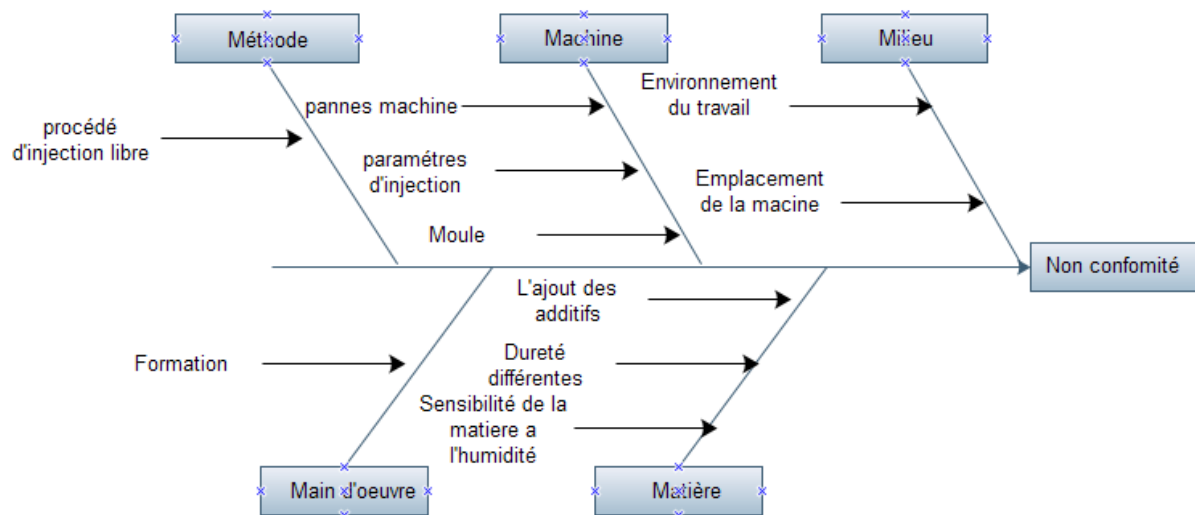 Méthode
Machine
Milieu
procédé
d'injection libre
pannes machine
paramétres
d'injection
Moule
Environnement
du travail
Emplacement
de la macine
Non confomité
Formation
L'ajout des
additifs
Dureté
différentes
Sensibilité de la
matiere a
l'humidité
Main d'oeuvre
Matière